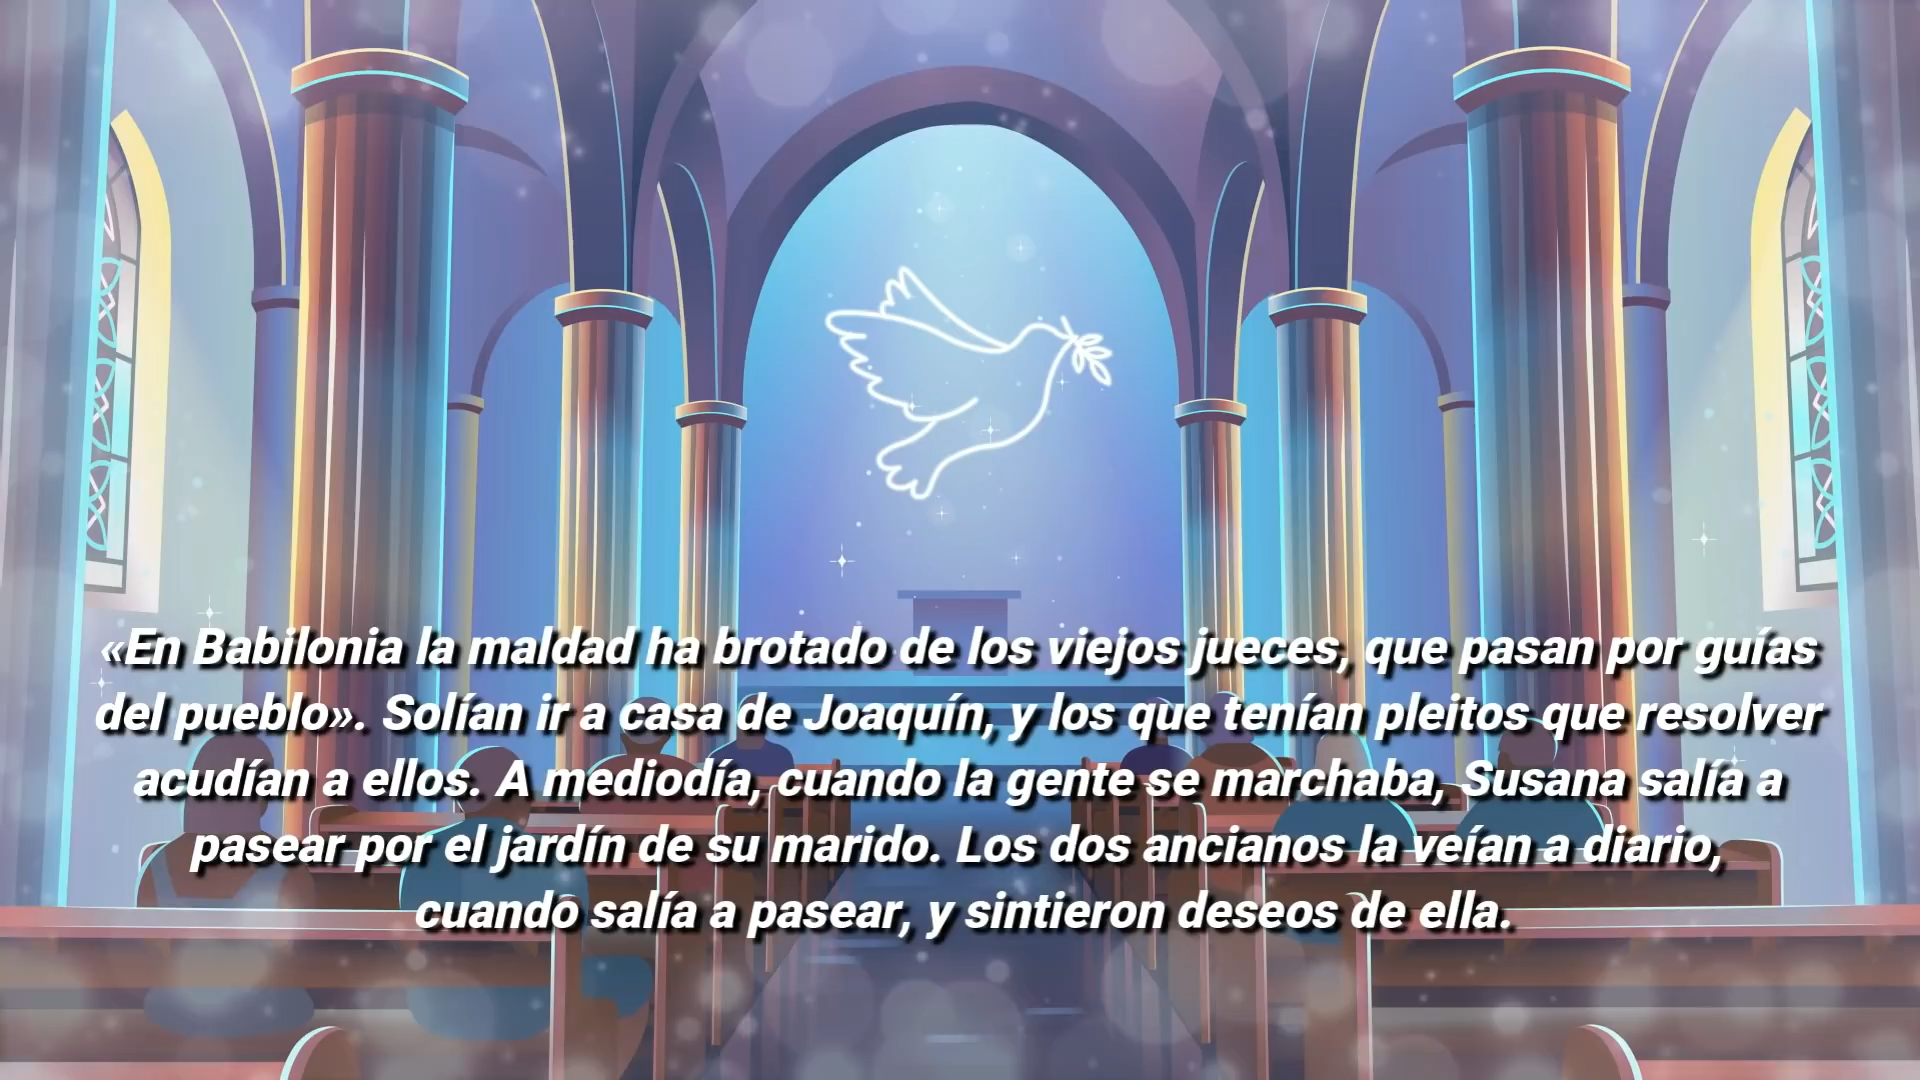 «En Babilonia la maldad ha brotado de los viejos jueces, que pasan por guías
del pueblo». Solían ir a casa de Joaquín, y los que tenían pleitos que resolver
acudían a ellos. A mediodía, cuando la gente se marchaba, Susana salía a
pasear por el jardín de su marido. Los dos ancianos la veían a diario,
cuando salía a pasear, y sintieron deseos de ella.